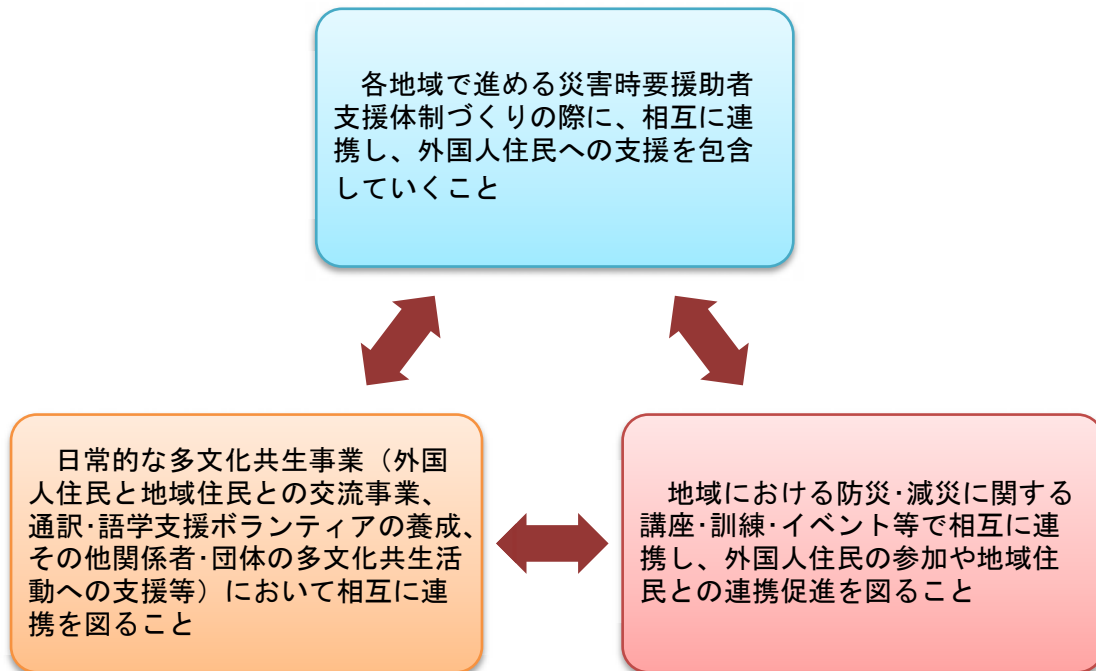 各地域で進める災害時要援助者
支援体制づくりの際に、相互に連
携し、外国人住民への支援を包含
していくこと
日常的な多文化共生事業（外国
人住民と地域住民との交流事業、
通訳・語学支援ボランティアの養成、
その他関係者・団体の多文化共生活
動への支援等）において相互に連
携を図ること
地域における防災・減災に関する
講座・訓練・イベント等で相互に連
携し、外国人住民の参加や地域住
民との連携促進を図ること